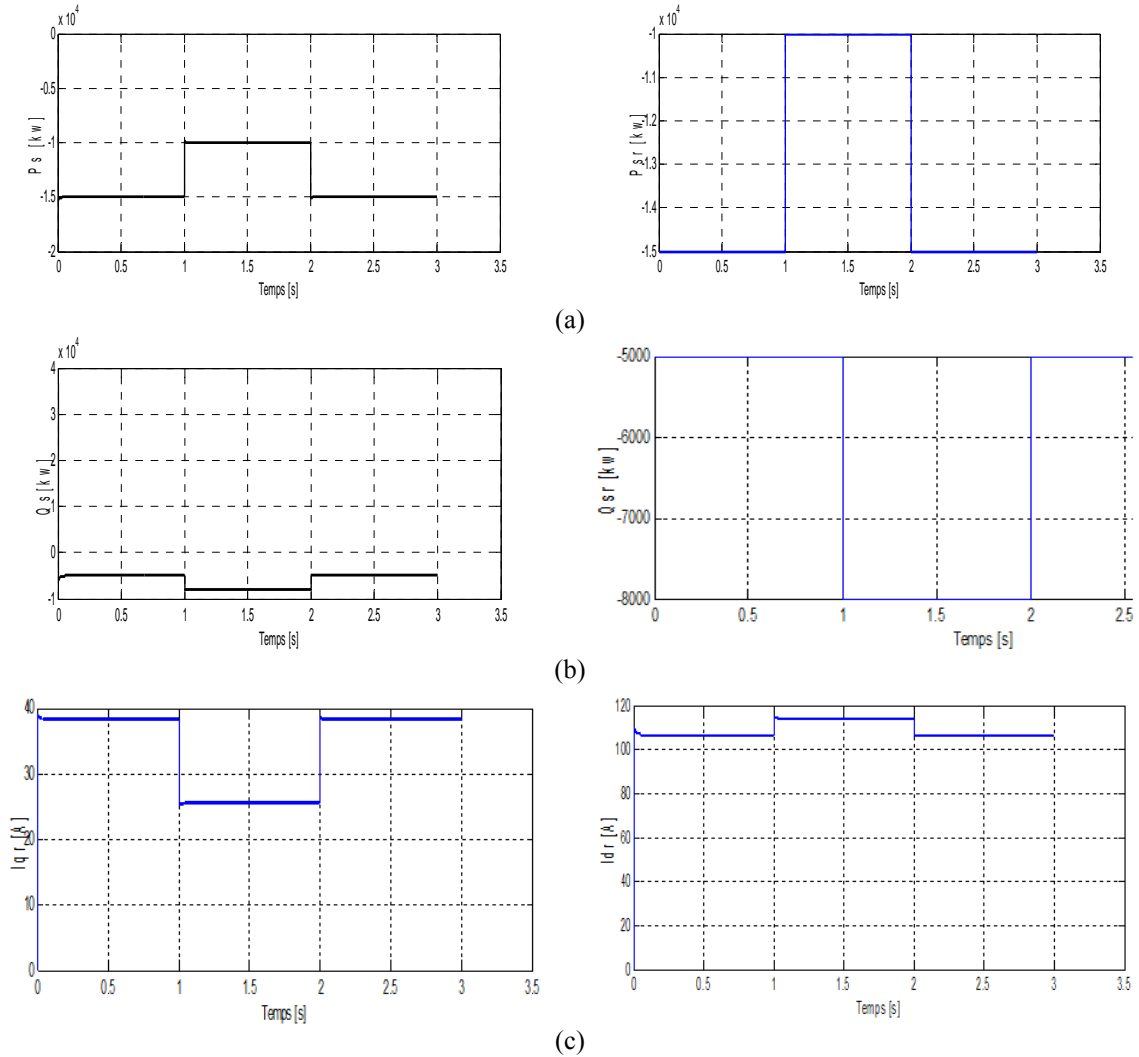 x 10⁴
0
-0.5
-1
-1.5
-2
P s [ k w ]
0 0.5 1 1.5 2 2.5 3 3.5
Temps [s]
x 10⁴
-1
-1.1
-1.2
-1.3
-1.4
-1.5
P s r [ k w ]
0 0.5 1 1.5 2 2.5 3 3.5
Temps [s]
(a)
x 10⁴
4
3
2
1
0
-1
Q s [ k w ]
0 0.5 1 1.5 2 2.5 3 3.5
Temps [s]
-5000
-6000
-7000
-8000
Q s r [ k w ]
0 0.5 1 1.5 2 2.5
Temps [s]
(b)
40
30
20
10
0
I q r [ A ]
0 0.5 1 1.5 2 2.5 3 3.5
Temps [s]
120
100
80
60
40
20
0
I d r [ A ]
0 0.5 1 1.5 2 2.5 3 3.5
Temps [s]
(c)